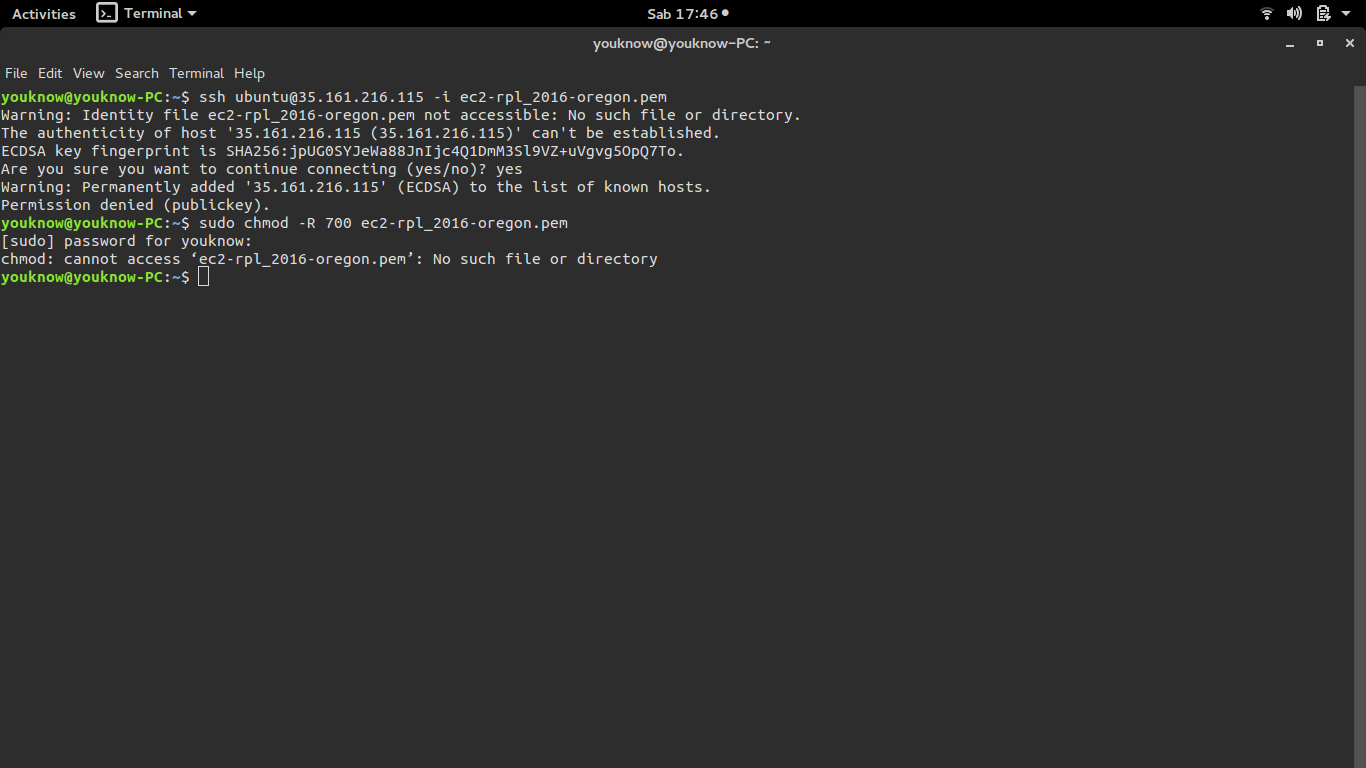 Activities Terminal Sab 17:46
youknow@youknow-PC: ~
File Edit View Search Terminal Help
youknow@youknow-PC:~$ ssh ubuntu@35.161.216.115 -i ec2-rpl_2016-oregon.pem
Warning: Identity file ec2-rpl_2016-oregon.pem not accessible: No such file or directory.
The authenticity of host '35.161.216.115 (35.161.216.115)' can't be established.
ECDSA key fingerprint is SHA256:jpUG0SYJeWa88JnIjc4Q1DmM3Sl9VZ+uVgvg5OpQ7To.
Are you sure you want to continue connecting (yes/no)? yes
Warning: Permanently added '35.161.216.115' (ECDSA) to the list of known hosts.
Permission denied (publickey).
youknow@youknow-PC:~$ sudo chmod -R 700 ec2-rpl_2016-oregon.pem
[sudo] password for youknow:
chmod: cannot access ‘ec2-rpl_2016-oregon.pem’: No such file or directory
youknow@youknow-PC:~$